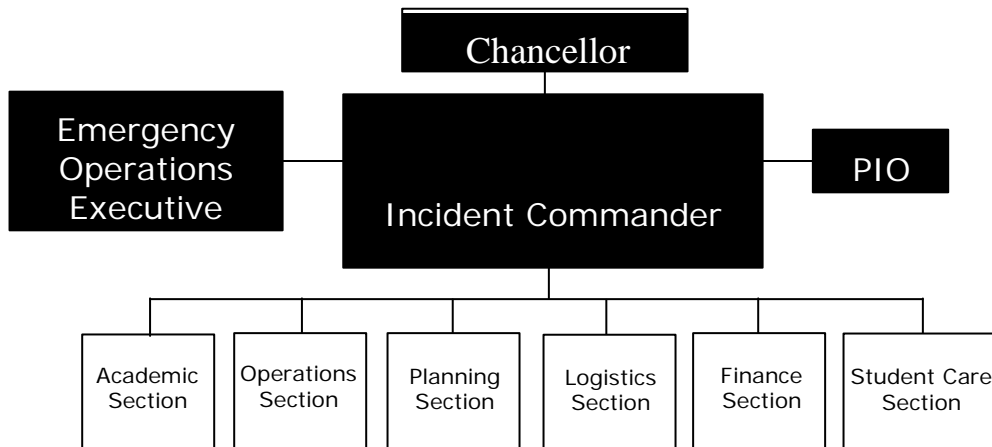 Chancellor
Emergency
Operations
Executive
Incident Commander
PIO
Academic
Section
Operations
Section
Planning
Section
Logistics
Section
Finance
Section
Student Care
Section